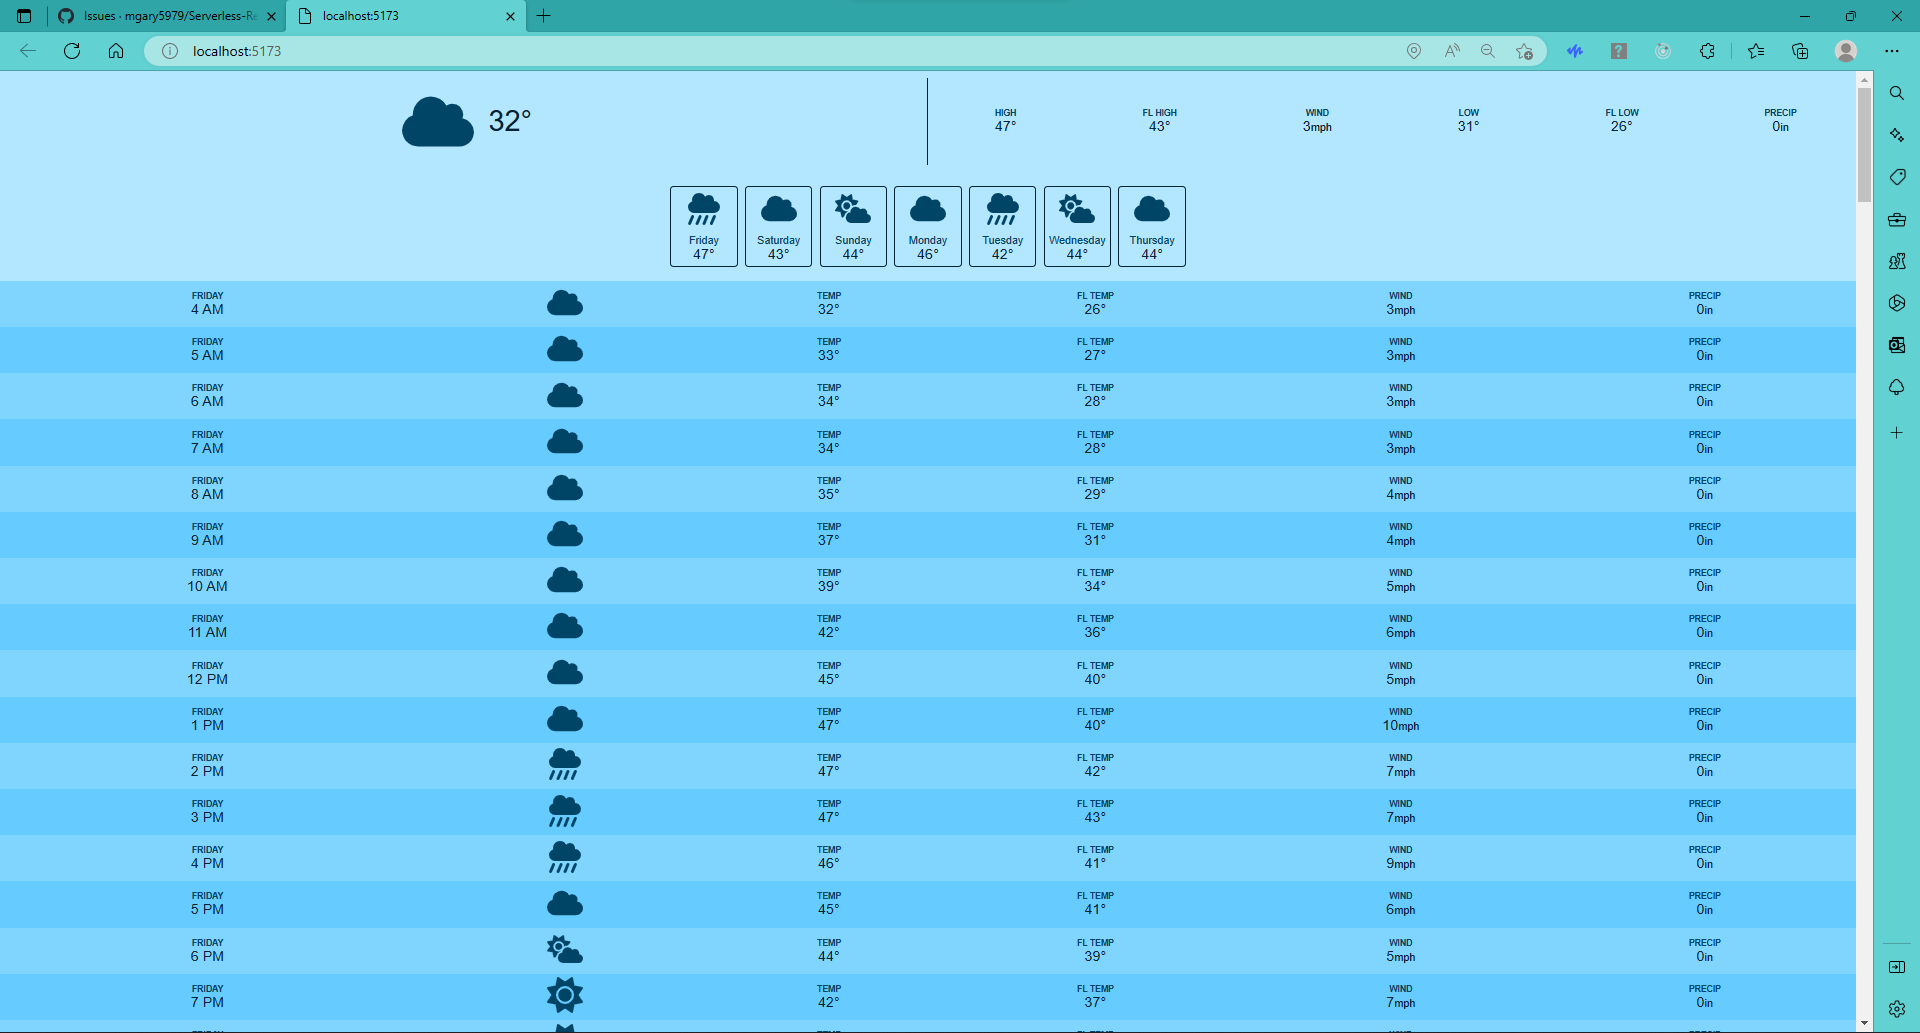 Issues · mgary5979/Serverless-Re
localhost:5173
localhost:5173
32°
HIGH FL HIGH WIND LOW FL LOW PRECIP
47° 43° 3mph 31° 26° 0in
Friday Saturday Sunday Monday Tuesday Wednesday Thursday
47° 43° 44° 46° 42° 44° 44°
FRIDAY TEMP FL TEMP WIND PRECIP
4 AM 32° 26° 3mph 0in
FRIDAY TEMP FL TEMP WIND PRECIP
5 AM 33° 27° 3mph 0in
FRIDAY TEMP FL TEMP WIND PRECIP
6 AM 34° 28° 3mph 0in
FRIDAY TEMP FL TEMP WIND PRECIP
7 AM 34° 28° 3mph 0in
FRIDAY TEMP FL TEMP WIND PRECIP
8 AM 35° 29° 4mph 0in
FRIDAY TEMP FL TEMP WIND PRECIP
9 AM 37° 31° 4mph 0in
FRIDAY TEMP FL TEMP WIND PRECIP
10 AM 39° 34° 5mph 0in
FRIDAY TEMP FL TEMP WIND PRECIP
11 AM 42° 36° 6mph 0in
FRIDAY TEMP FL TEMP WIND PRECIP
12 PM 45° 40° 5mph 0in
FRIDAY TEMP FL TEMP WIND PRECIP
1 PM 47° 40° 10mph 0in
FRIDAY TEMP FL TEMP WIND PRECIP
2 PM 47° 42° 7mph 0in
FRIDAY TEMP FL TEMP WIND PRECIP
3 PM 47° 43° 7mph 0in
FRIDAY TEMP FL TEMP WIND PRECIP
4 PM 46° 41° 9mph 0in
FRIDAY TEMP FL TEMP WIND PRECIP
5 PM 45° 41° 6mph 0in
FRIDAY TEMP FL TEMP WIND PRECIP
6 PM 44° 39° 5mph 0in
FRIDAY TEMP FL TEMP WIND PRECIP
7 PM 42° 37° 7mph 0in